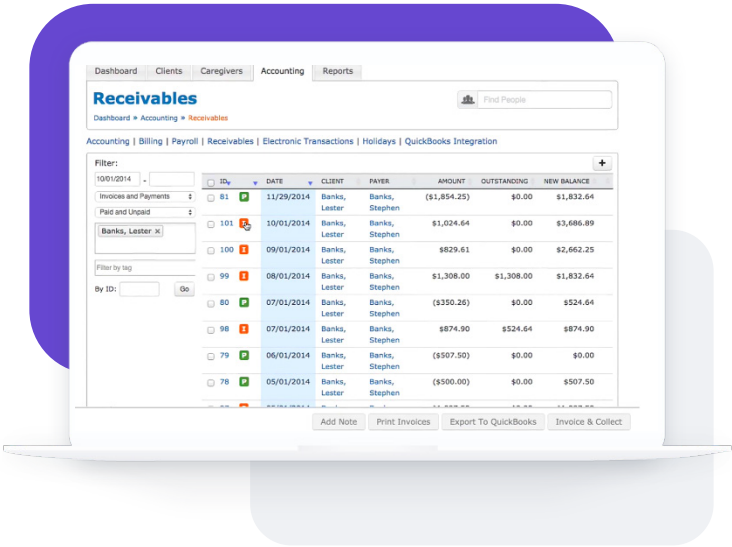 Dashboard Clients Caregivers Accounting Reports
Receivables
Find People
Dashboard » Accounting » Receivables
Accounting | Billing | Payroll | Receivables | Electronic Transactions | Holidays | QuickBooks Integration
Filter:
+
10/01/2014 -
Invoices and Payments
Paid and Unpaid
Banks, Lester ×
Filter by tag
By ID: Go
ID DATE CLIENT PAYER AMOUNT OUTSTANDING NEW BALANCE
81 P 11/29/2014 Banks, Lester Banks, Stephen ($1,854.25) $0.00 $1,832.64
101 I 10/01/2014 Banks, Lester Banks, Stephen $1,024.64 $0.00 $3,686.89
100 I 09/01/2014 Banks, Lester Banks, Stephen $829.61 $0.00 $2,662.25
99 I 08/01/2014 Banks, Lester Banks, Stephen $1,308.00 $1,308.00 $1,832.64
80 P 07/01/2014 Banks, Lester Banks, Stephen ($350.26) $0.00 $524.64
98 I 07/01/2014 Banks, Lester Banks, Stephen $874.90 $524.64 $874.90
79 P 06/01/2014 Banks, Lester Banks, Stephen ($507.50) $0.00 $0.00
78 P 05/01/2014 Banks, Lester Banks, Stephen ($500.00) $0.00 $507.50
Add Note Print Invoices Export To QuickBooks Invoice & Collect